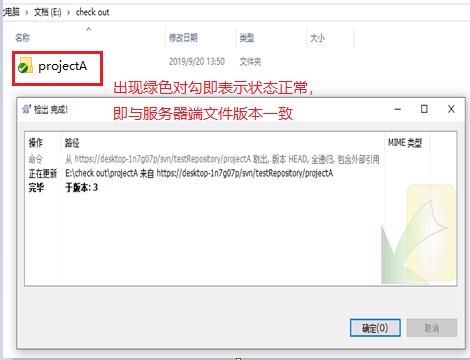 此电脑 › 文档 (E:) › check out
名称 修改日期 类型 大小
projectA 2019/9/20 13:50 文件夹
出现绿色对勾即表示状态正常,
即与服务器端文件版本一致
检出 完成!
操作 路径 MIME 类型
命令 从 https://desktop-1n7g07p/svn/testRepository/projectA 取出, 版本 HEAD, 全递归, 包含外部引用
正在更新 E:\check out\projectA 来自 https://desktop-1n7g07p/svn/testRepository/projectA
完毕 于版本: 3
确定(O) 取消